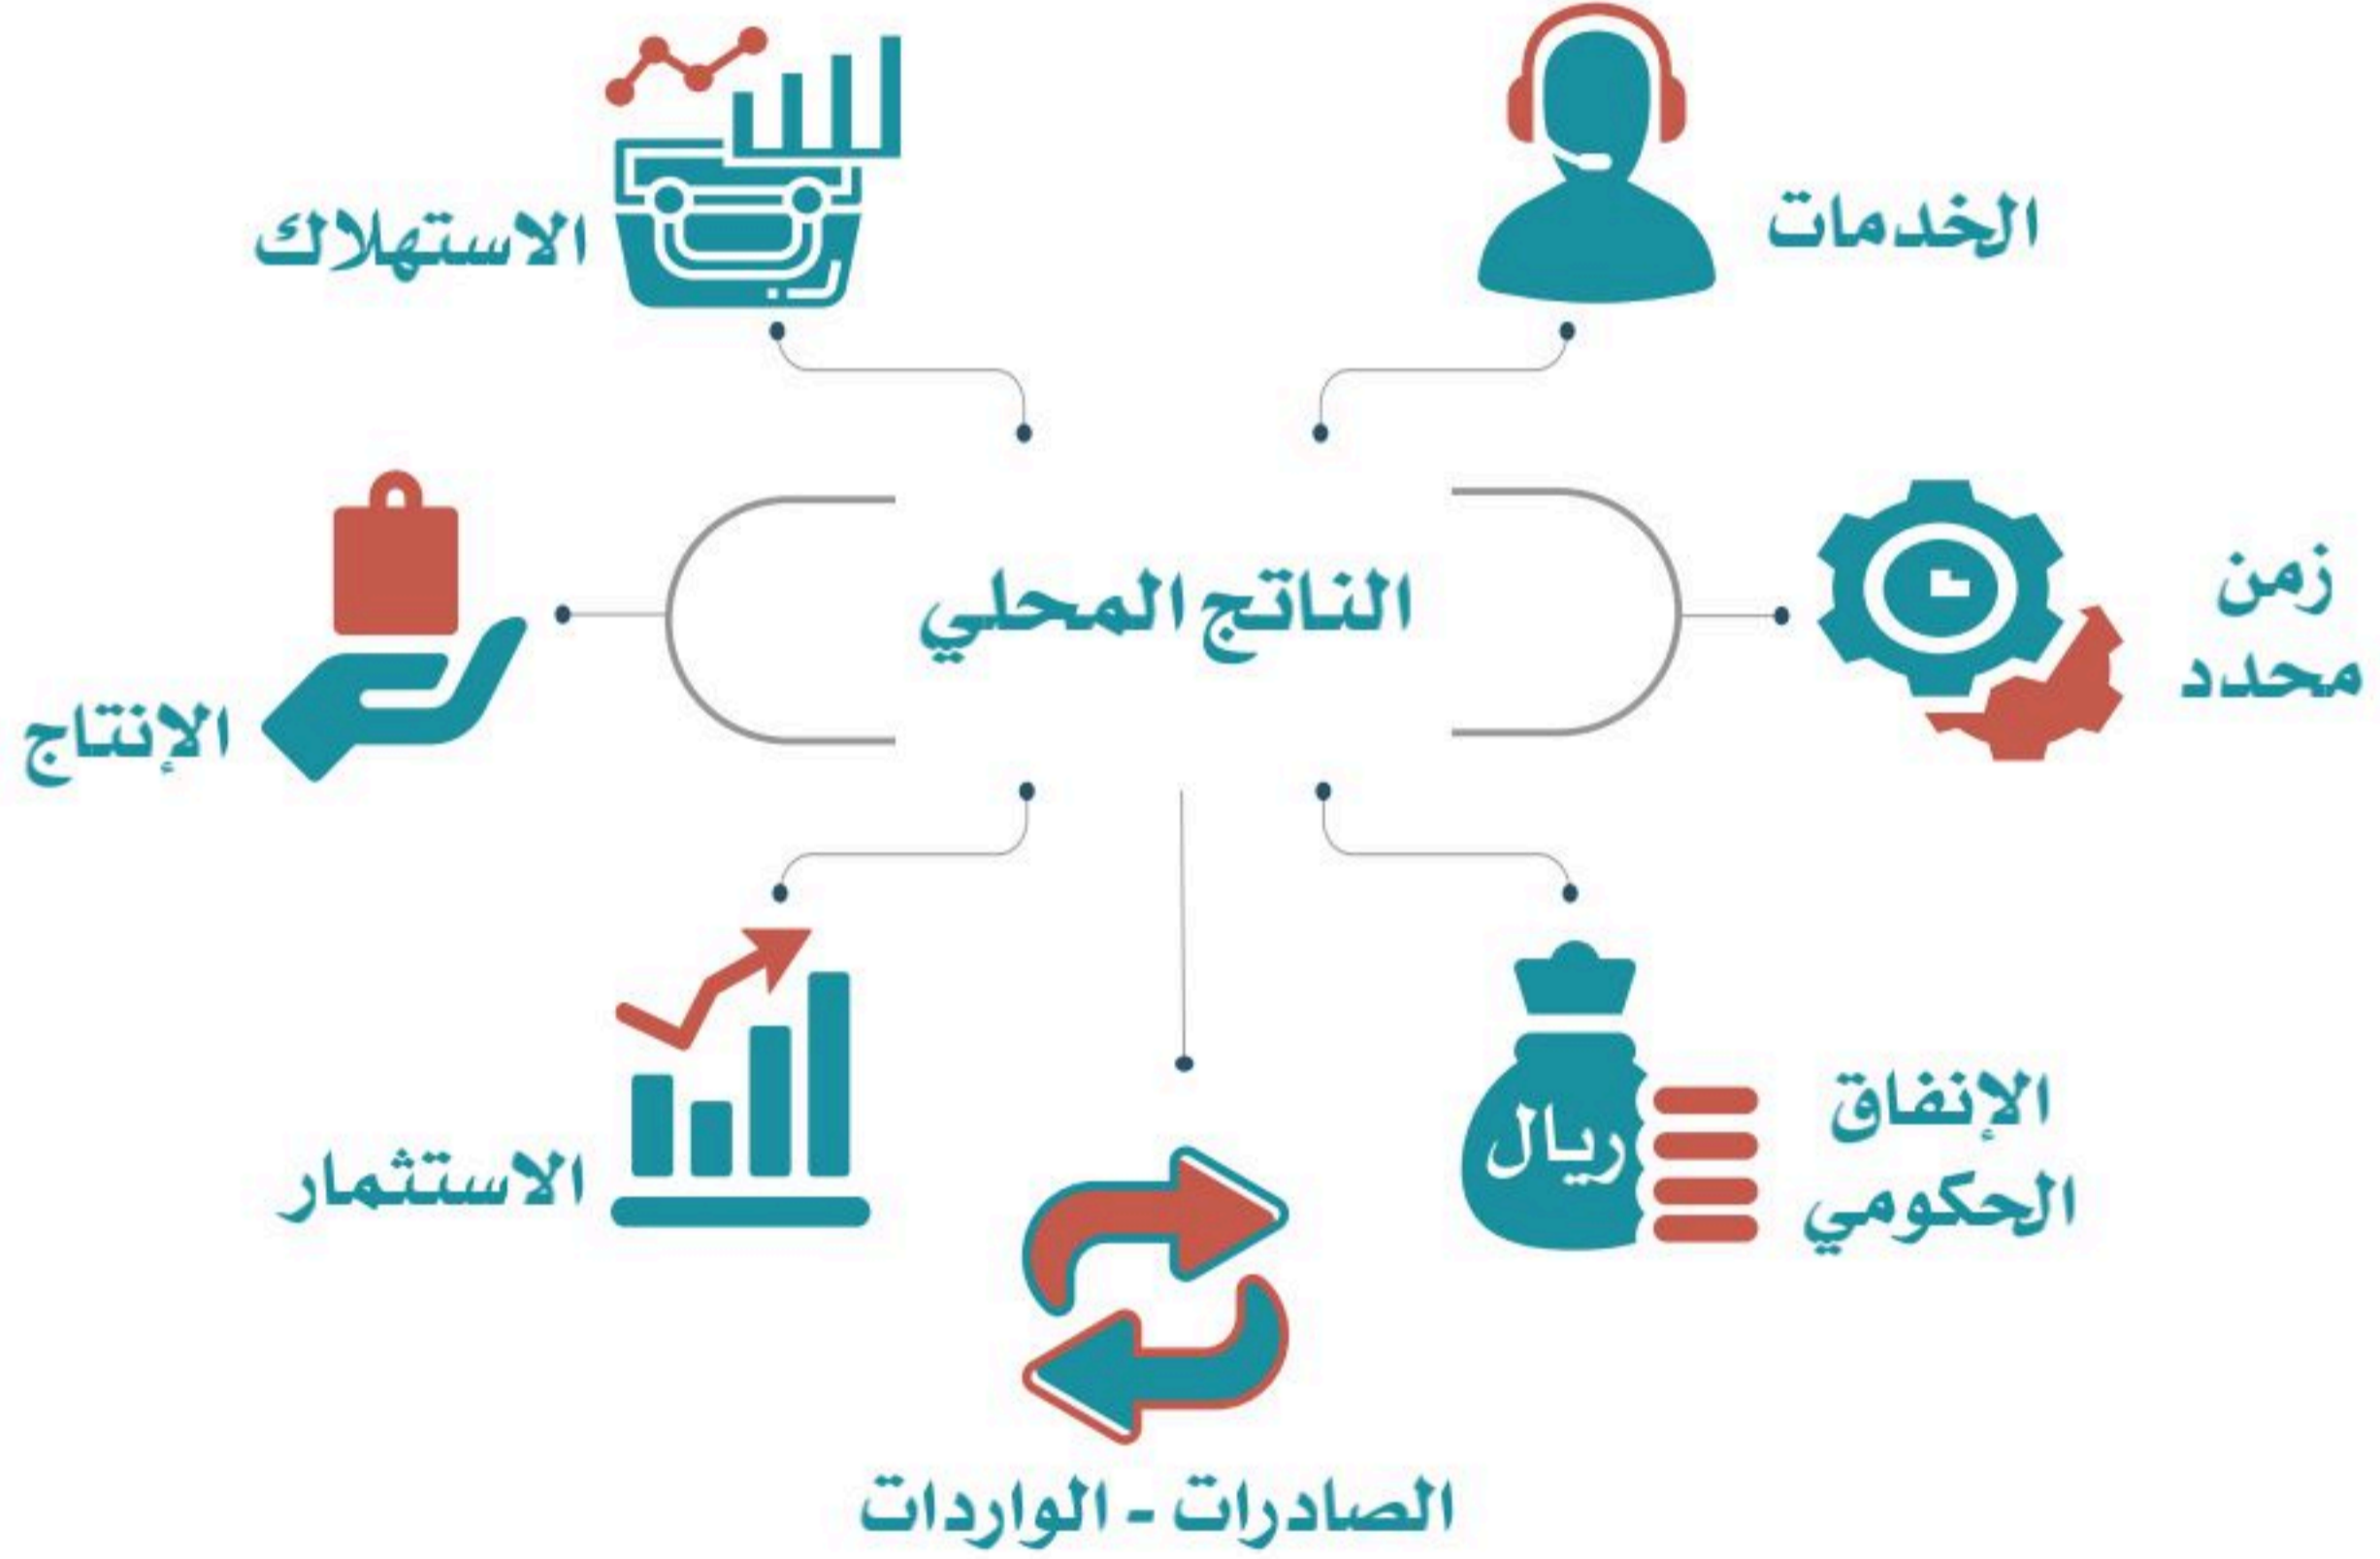 الخدمات
الاستهلاك
زمن
محدد
الناتج المحلي
الإنتاج
الإنفاق
الحكومي
ريال
الاستثمار
الصادرات - الواردات